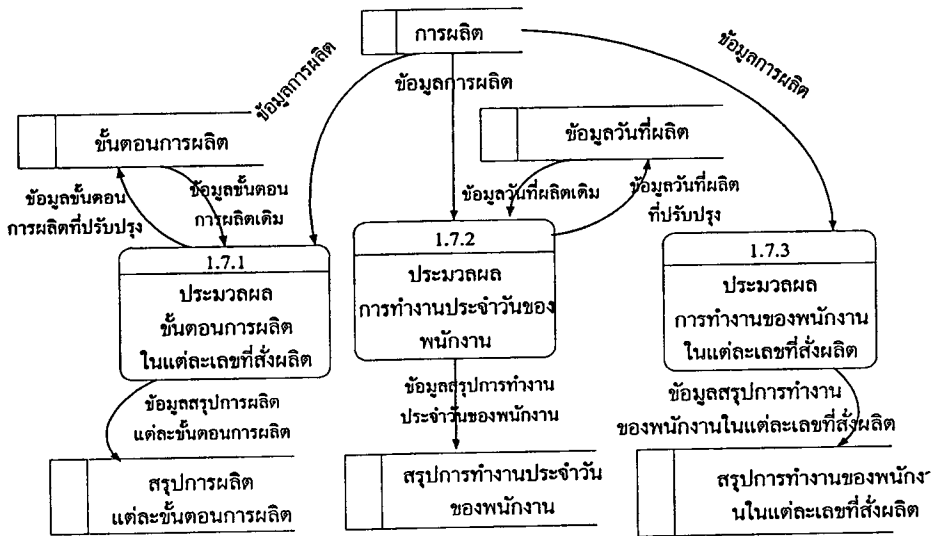 การผลิต
ข้อมูลการผลิต
ข้อมูลการผลิต
ข้อมูลการผลิต
ขั้นตอนการผลิต
ข้อมูลวันที่ผลิต
ข้อมูลขั้นตอน
การผลิตที่ปรับปรุง
ข้อมูลขั้นตอน
การผลิตเดิม
ข้อมูลวันที่ผลิตเดิม
ข้อมูลวันที่ผลิต
ที่ปรับปรุง
1.7.1
ประมวลผล
ขั้นตอนการผลิต
ในแต่ละเลขที่สั่งผลิต
1.7.2
ประมวลผล
การทำงานประจำวันของ
พนักงาน
1.7.3
ประมวลผล
การทำงานของพนักงาน
ในแต่ละเลขที่สั่งผลิต
ข้อมูลสรุปการผลิต
แต่ละขั้นตอนการผลิต
ข้อมูลสรุปการทำงาน
ประจำวันของพนักงาน
ข้อมูลสรุปการทำงาน
ของพนักงานในแต่ละเลขที่สั่งผลิต
สรุปการผลิต
แต่ละขั้นตอนการผลิต
สรุปการทำงานประจำวัน
ของพนักงาน
สรุปการทำงานของพนักง
นในแต่ละเลขที่สั่งผลิต